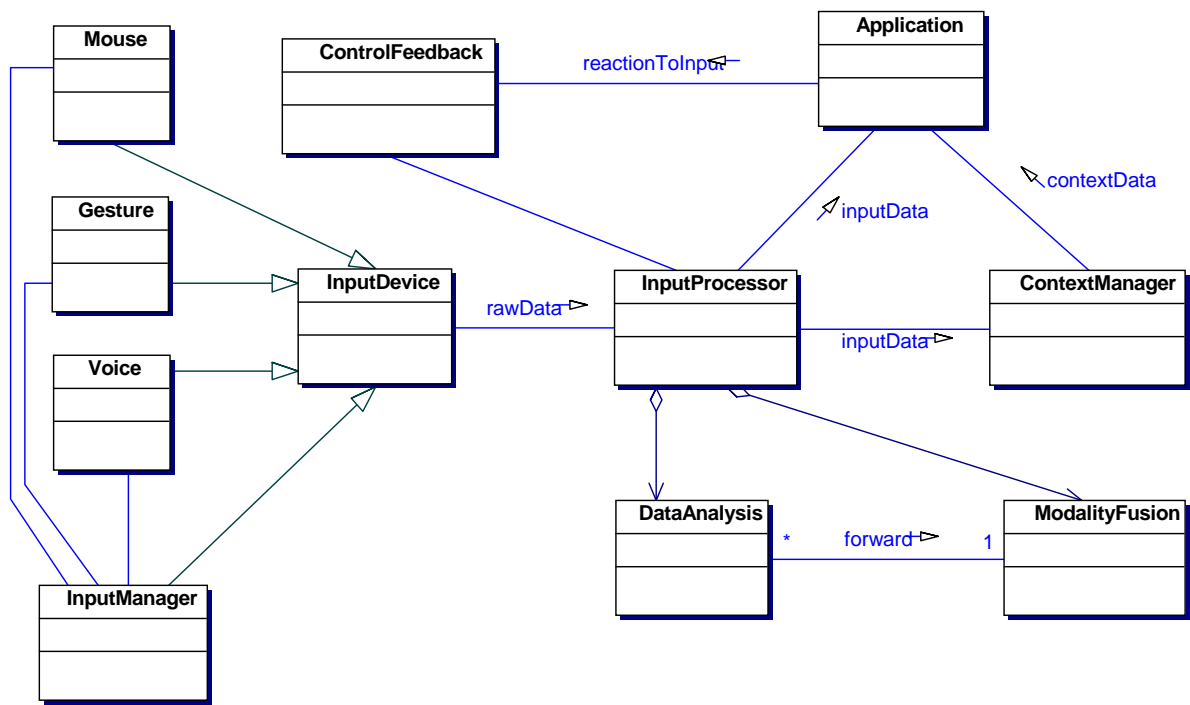 Mouse
ControlFeedback
Application
reactionToInput
Gesture
contextData
inputData
InputDevice
InputProcessor
ContextManager
rawData
inputData
Voice
DataAnalysis
ModalityFusion
* forward 1
InputManager